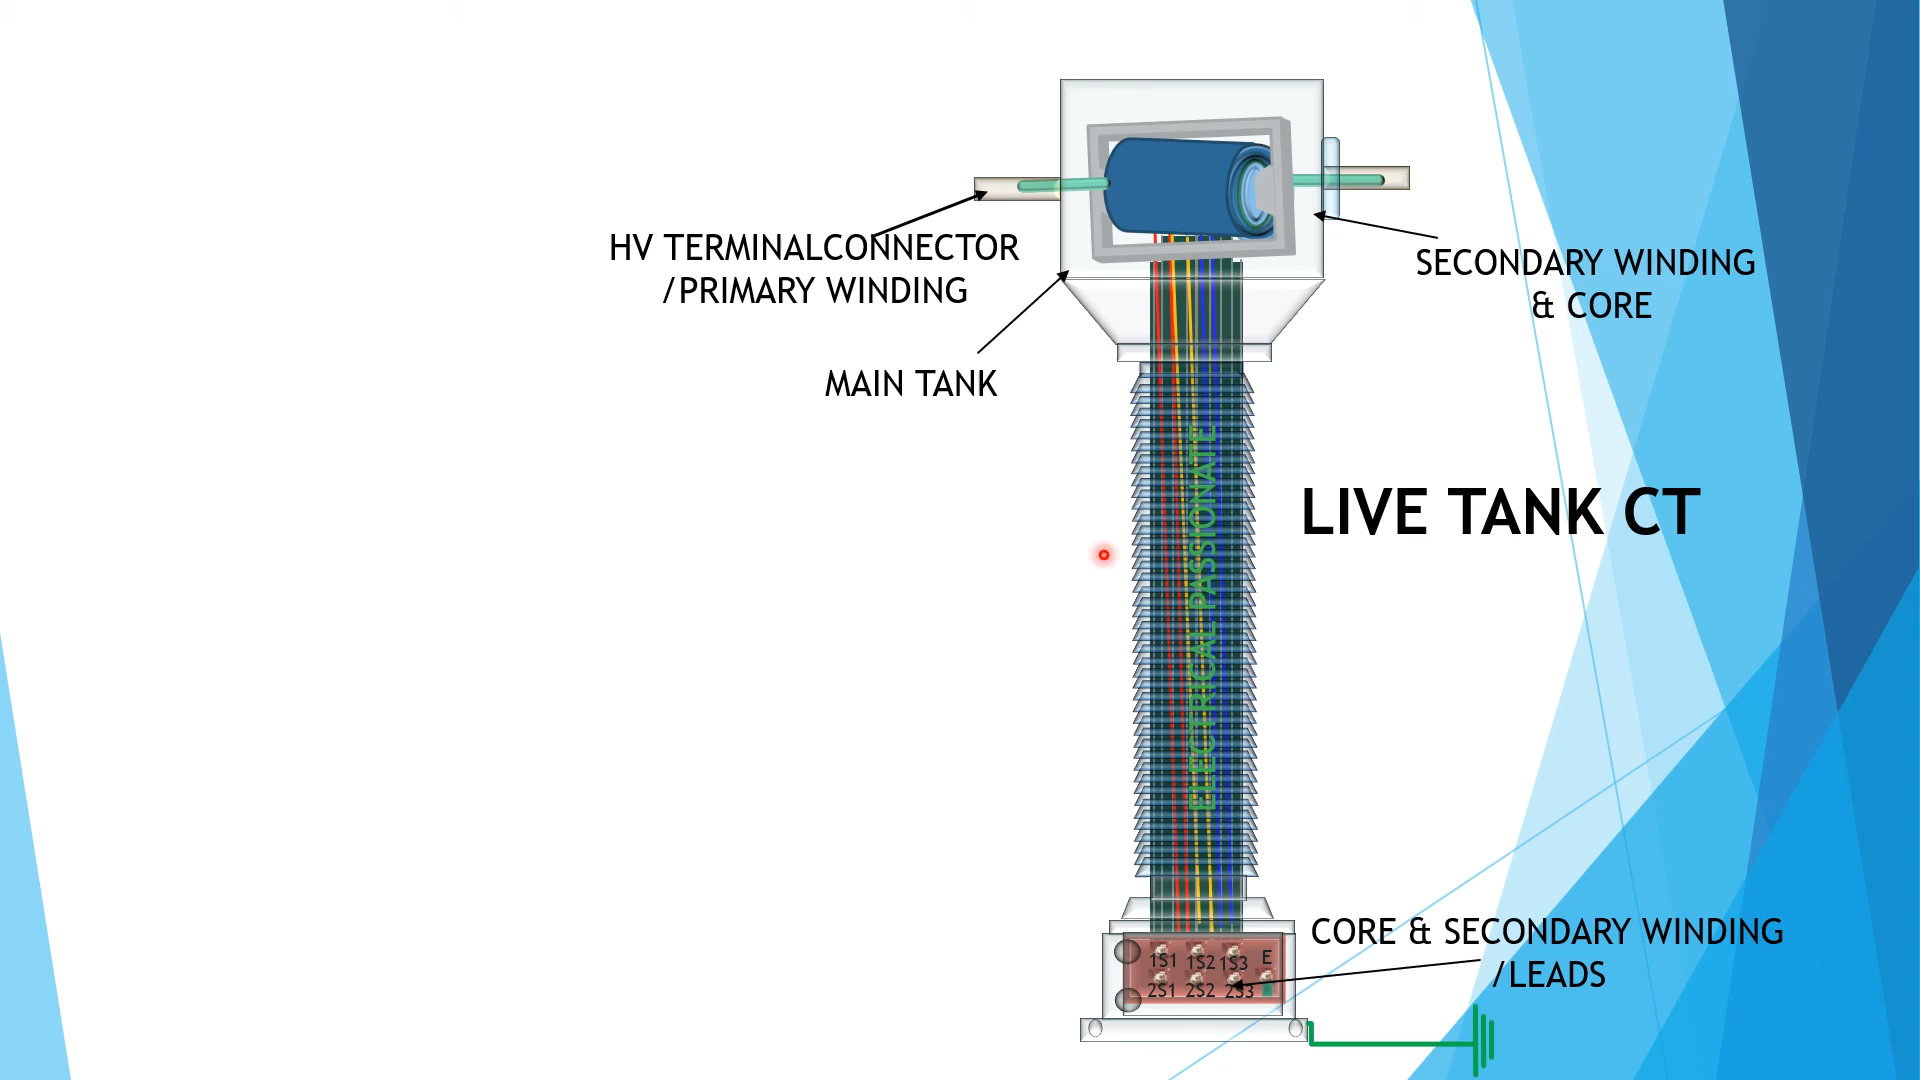 HV TERMINALCONNECTOR
/PRIMARY WINDING
SECONDARY WINDING
& CORE
MAIN TANK
ELECTRICAL PASSIONATE
LIVE TANK CT
CORE & SECONDARY WINDING
/LEADS
1S1 1S2 1S3 E
2S1 2S2 2S3